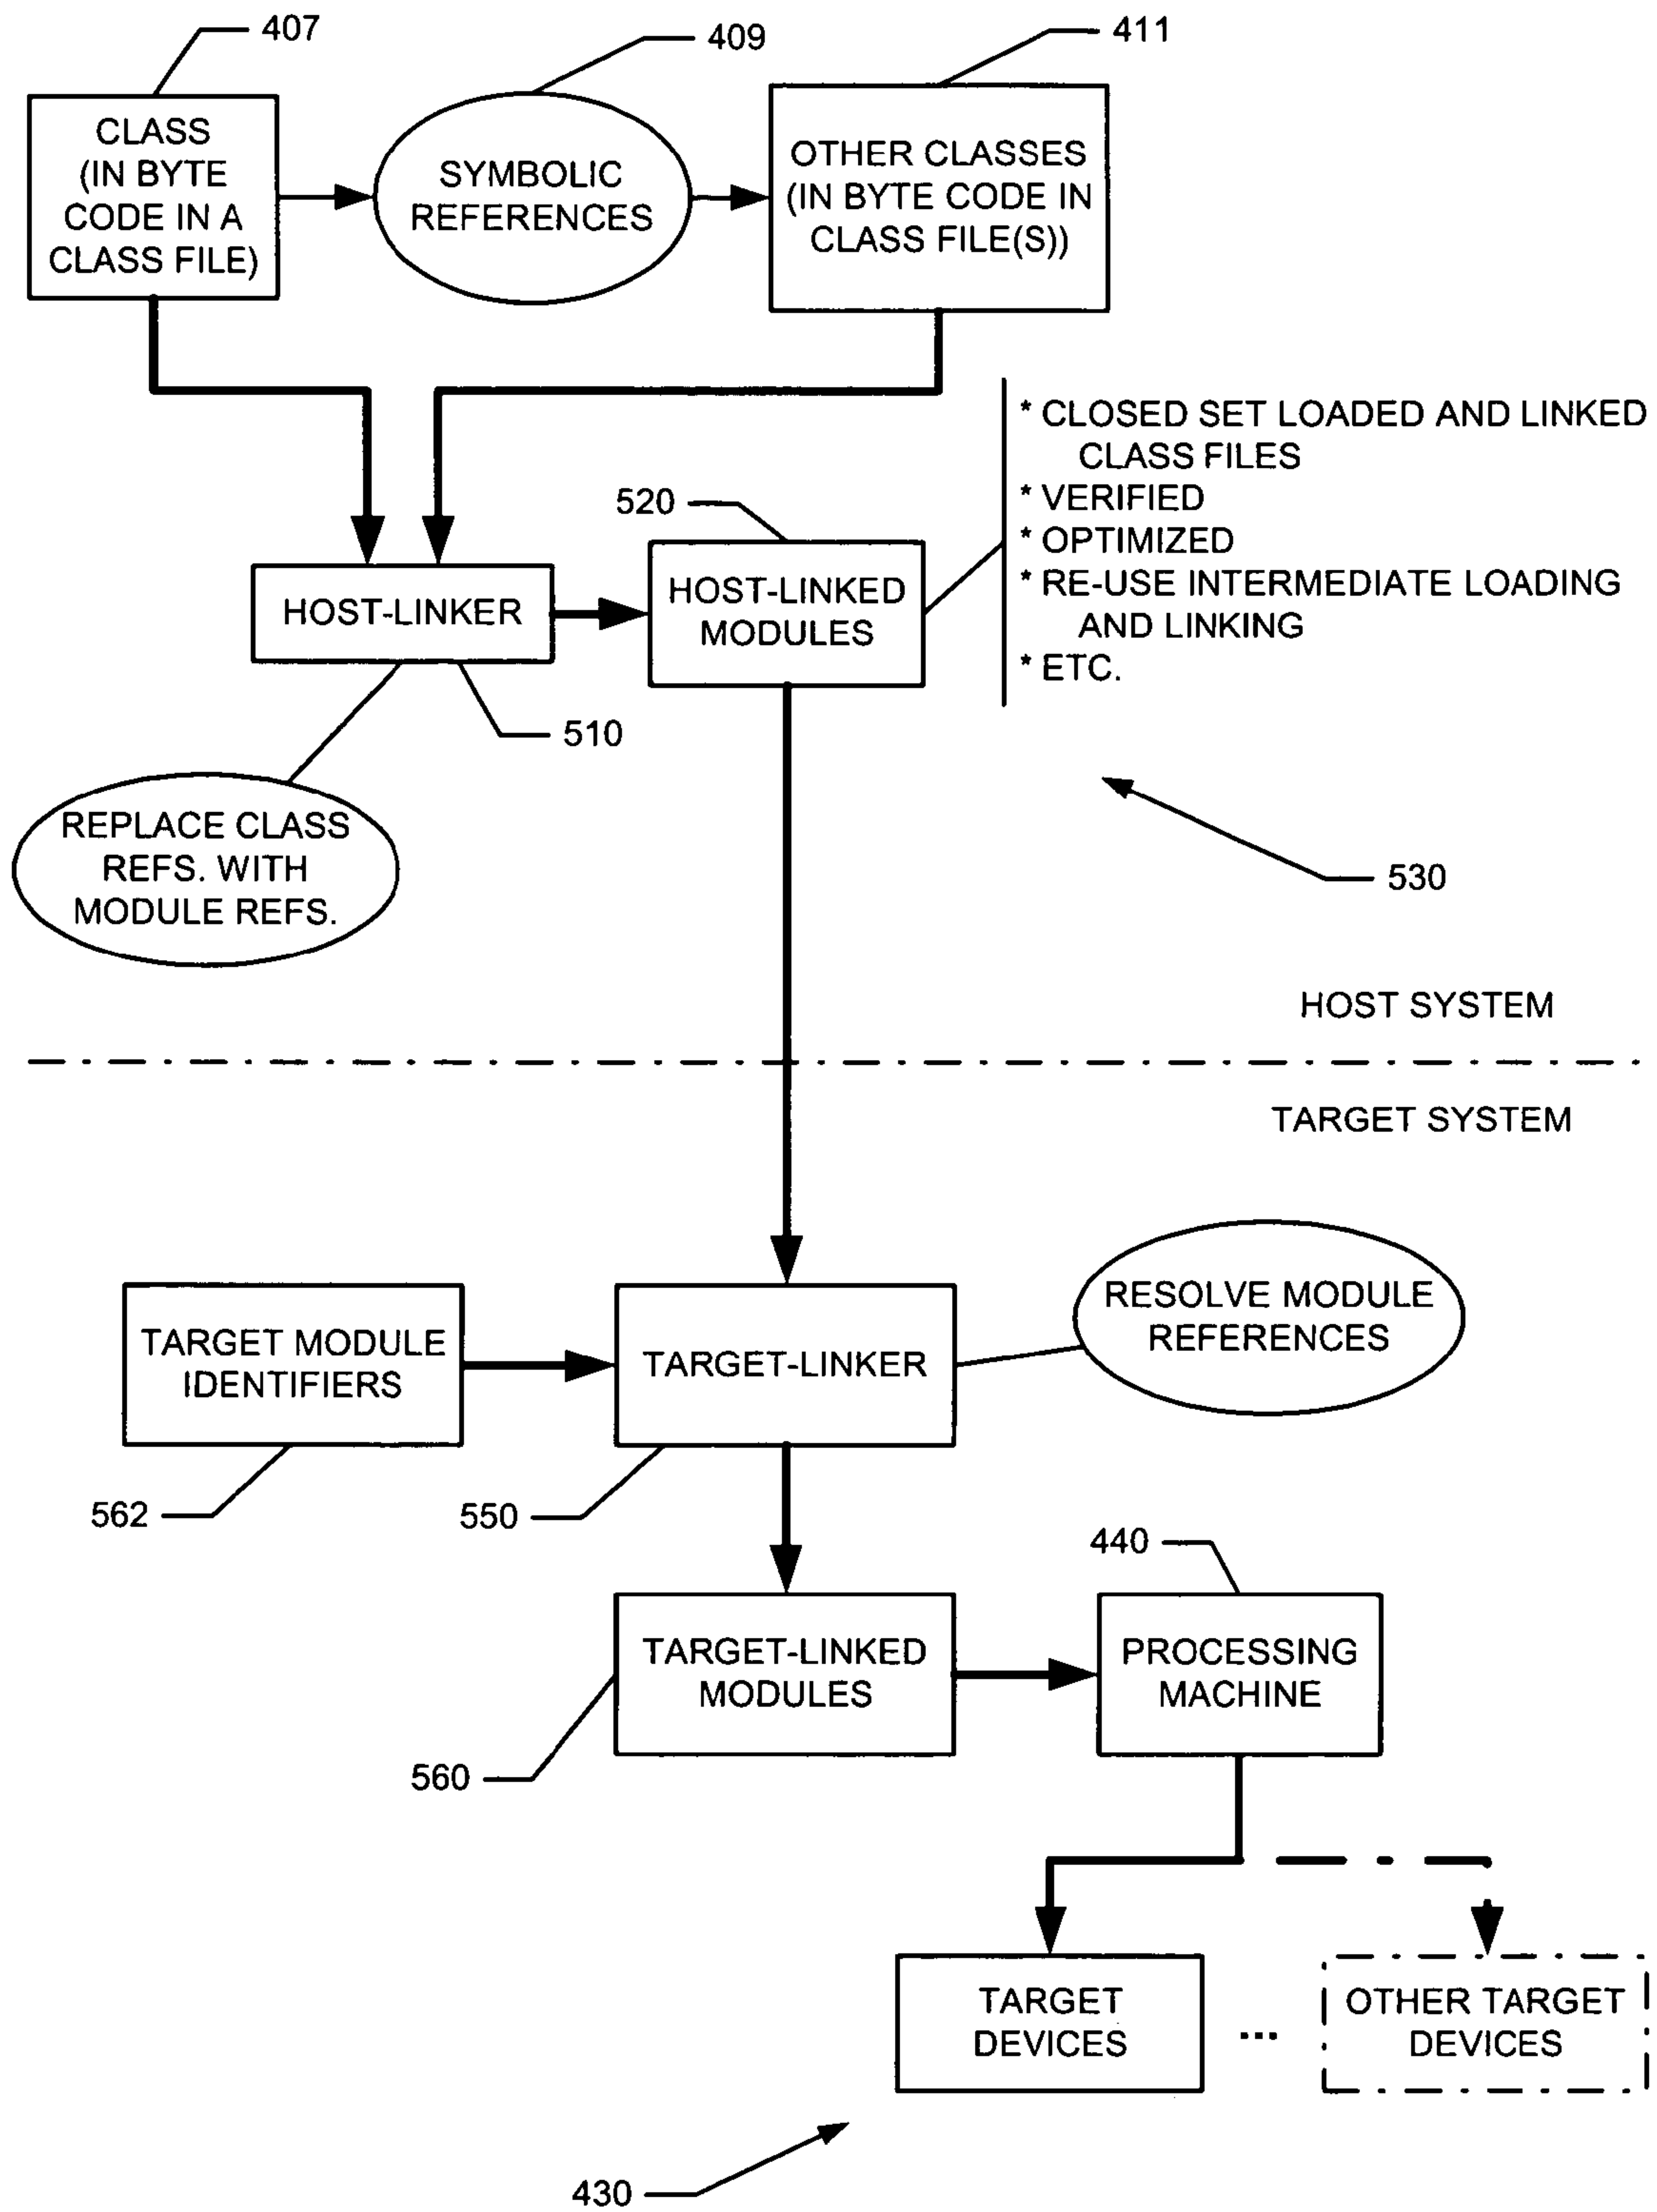 407
409
411
CLASS
(IN BYTE
CODE IN A
CLASS FILE)
SYMBOLIC
REFERENCES
OTHER CLASSES
(IN BYTE CODE IN
CLASS FILE(S))
* CLOSED SET LOADED AND LINKED
CLASS FILES
* VERIFIED
* OPTIMIZED
* RE-USE INTERMEDIATE LOADING
AND LINKING
* ETC.
520
HOST-LINKER
HOST-LINKED
MODULES
510
REPLACE CLASS
REFS. WITH
MODULE REFS.
530
HOST SYSTEM
TARGET SYSTEM
TARGET MODULE
IDENTIFIERS
TARGET-LINKER
RESOLVE MODULE
REFERENCES
562
550
440
TARGET-LINKED
MODULES
PROCESSING
MACHINE
560
TARGET
DEVICES
...
OTHER TARGET
DEVICES
430